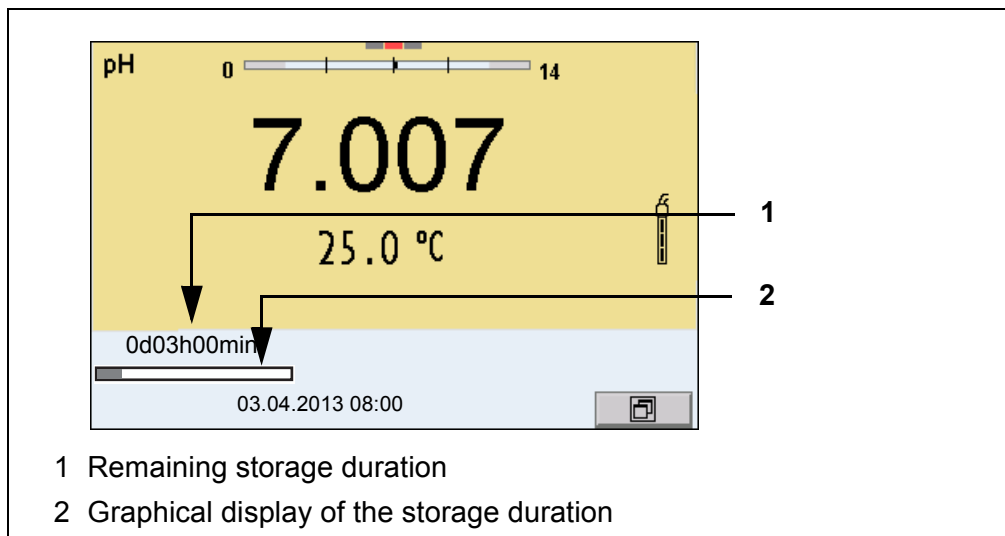 pH
0 14
7.007
25.0 °C
1
2
0d03h00min
03.04.2013 08:00
1 Remaining storage duration
2 Graphical display of the storage duration